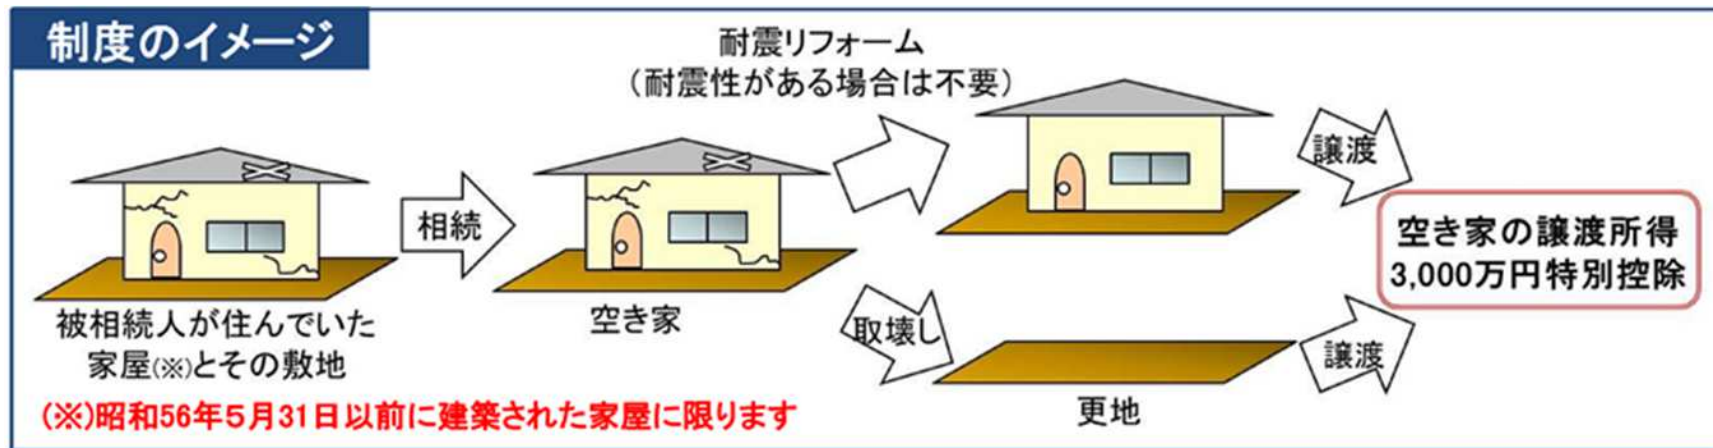 制度のイメージ
耐震リフォーム
(耐震性がある場合は不要)
譲渡
相続
空き家の譲渡所得
3,000万円特別控除
被相続人が住んでいた
家屋(※)とその敷地
空き家
取壊し
譲渡
(※)昭和56年5月31日以前に建築された家屋に限ります
更地